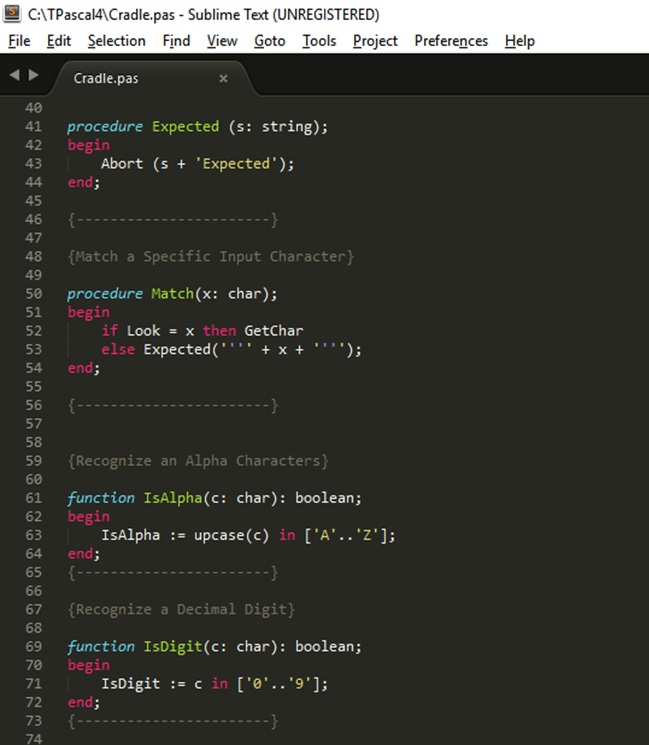 C:\TPascal4\Cradle.pas - Sublime Text (UNREGISTERED)
File Edit Selection Find View Goto Tools Project Preferences Help
Cradle.pas ×
40
41 procedure Expected (s: string);
42 begin
43 Abort (s + 'Expected');
44 end;
45
46 {-----------------------}
47
48 {Match a Specific Input Character}
49
50 procedure Match(x: char);
51 begin
52 if Look = x then GetChar
53 else Expected('''' + x + '''');
54 end;
55
56 {-----------------------}
57
58
59 {Recognize an Alpha Characters}
60
61 function IsAlpha(c: char): boolean;
62 begin
63 IsAlpha := upcase(c) in ['A'..'Z'];
64 end;
65 {-----------------------}
66
67 {Recognize a Decimal Digit}
68
69 function IsDigit(c: char): boolean;
70 begin
71 IsDigit := c in ['0'..'9'];
72 end;
73 {-----------------------}
74